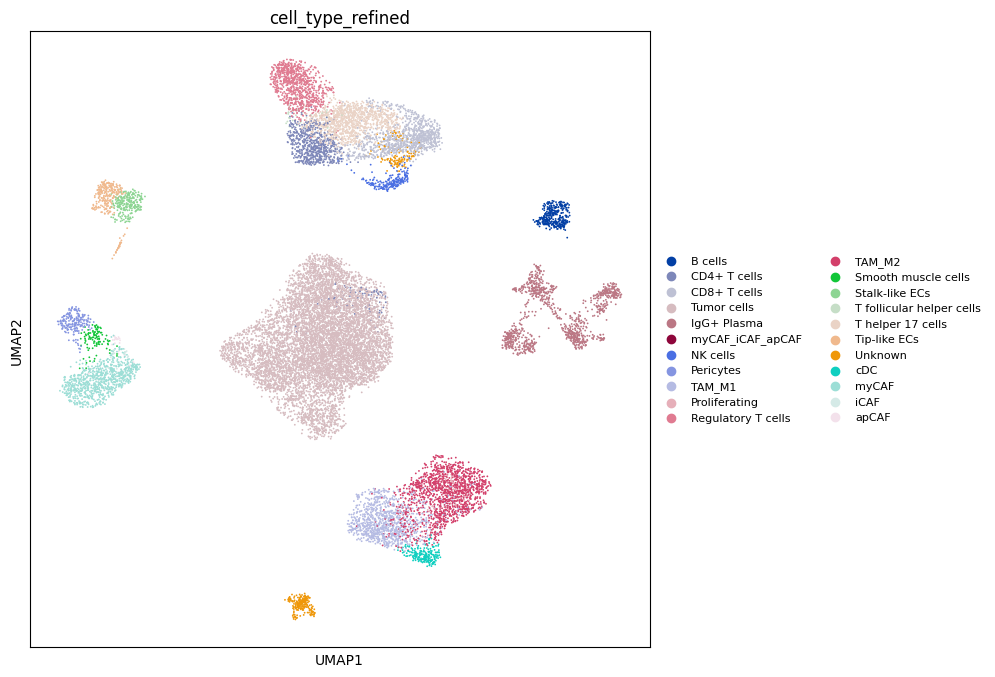 cell_type_refined
UMAP2
UMAP1
B cells
CD4+ T cells
CD8+ T cells
Tumor cells
IgG+ Plasma
myCAF_iCAF_apCAF
NK cells
Pericytes
TAM_M1
Proliferating
Regulatory T cells
TAM_M2
Smooth muscle cells
Stalk-like ECs
T follicular helper cells
T helper 17 cells
Tip-like ECs
Unknown
cDC
myCAF
iCAF
apCAF